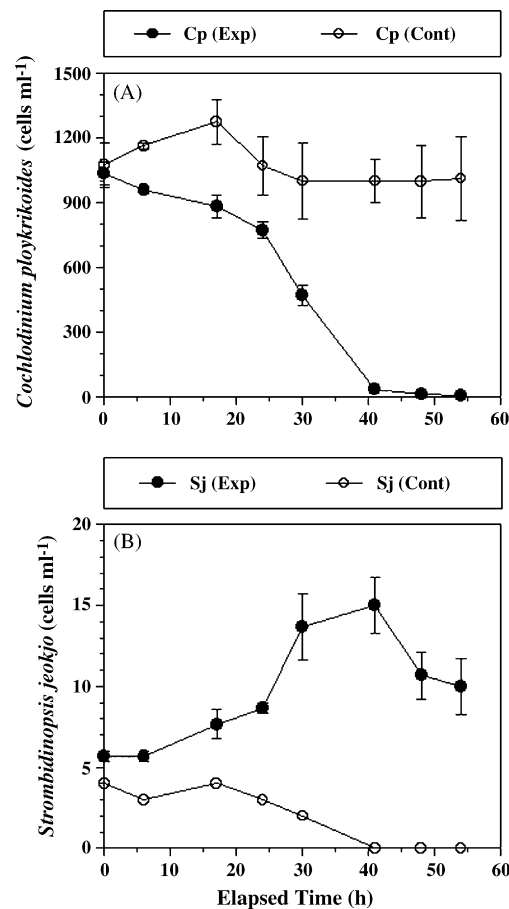 Cp (Exp) Cp (Cont)
(A)
1500
1200
900
600
300
0
Cochlodinium ploykrikoides (cells ml-1)
0 10 20 30 40 50 60
Sj (Exp) Sj (Cont)
(B)
20
15
10
5
0
Strombidinopsis jeokjo (cells ml-1)
0 10 20 30 40 50 60
Elapsed Time (h)